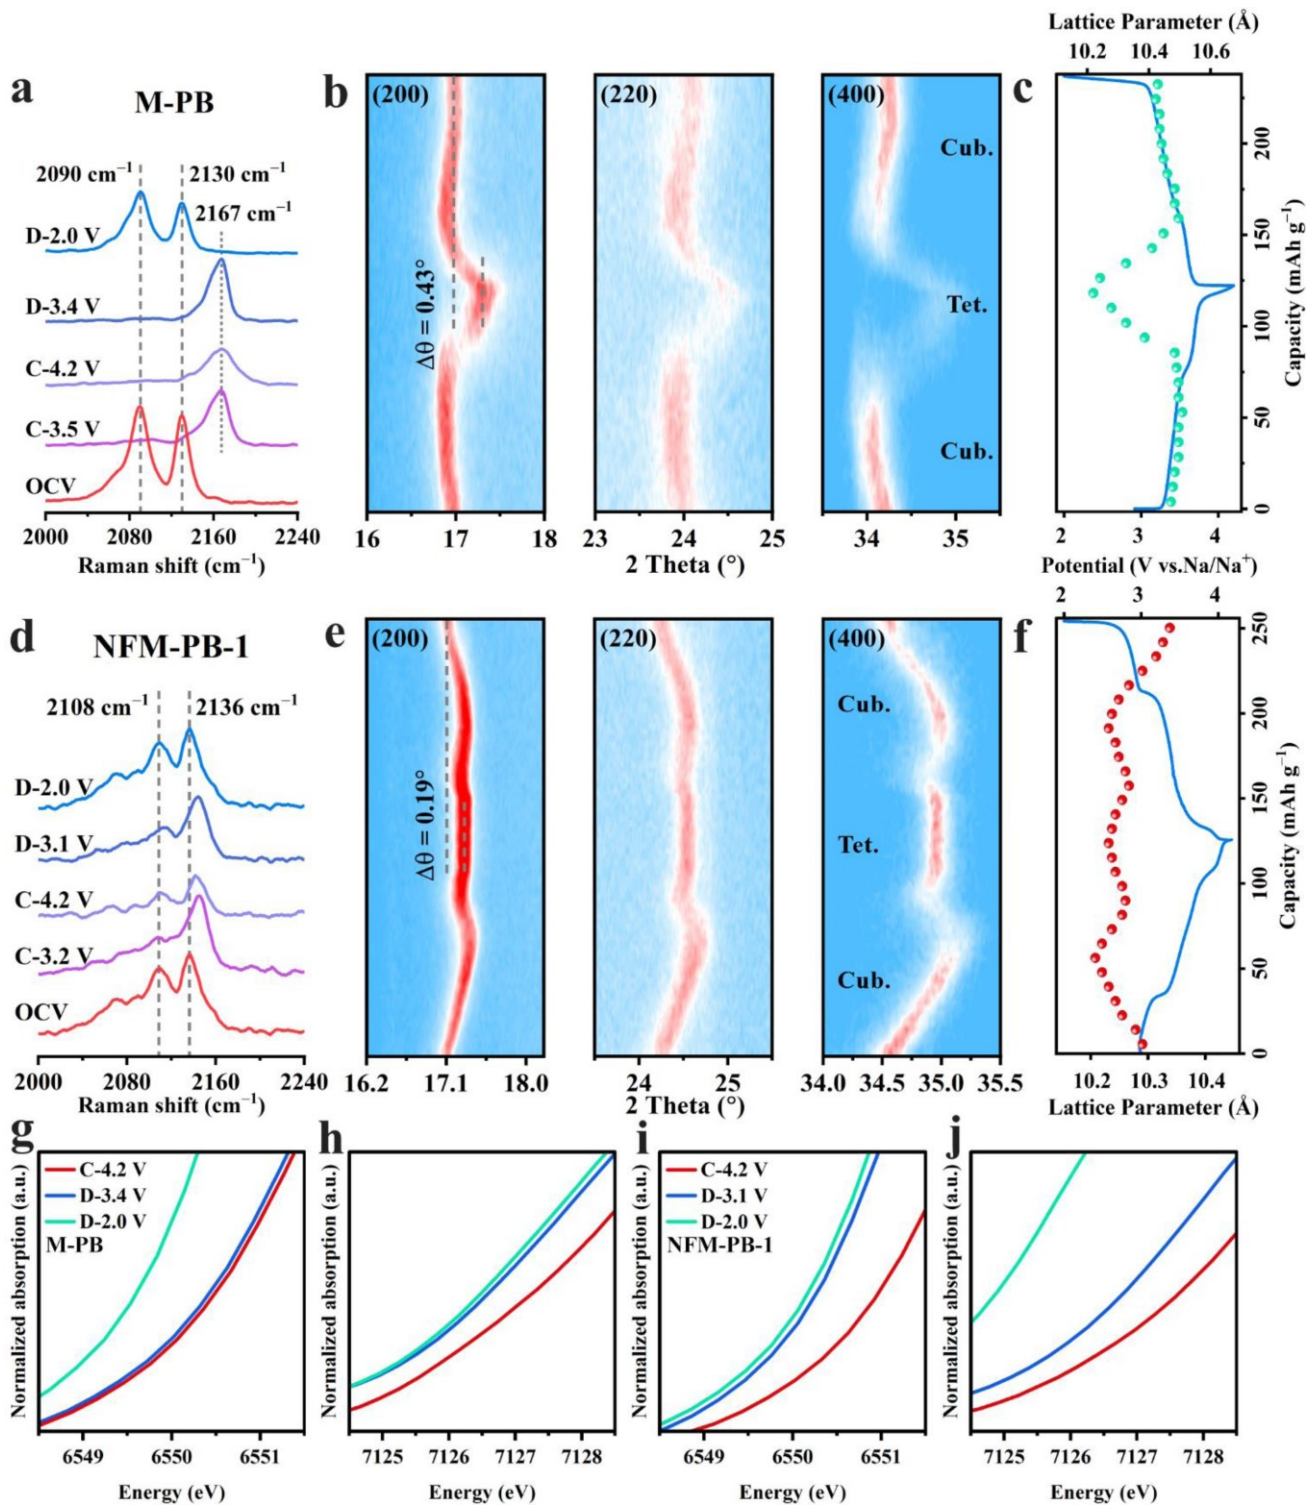 a
M-PB
2090 cm⁻¹
2130 cm⁻¹
2167 cm⁻¹
D-2.0 V
D-3.4 V
C-4.2 V
C-3.5 V
OCV
2000 2080 2160 2240
Raman shift (cm⁻¹)
b
(200)
(220)
(400)
Δθ = 0.43°
Cub.
Tet.
Cub.
16 17 18
23 24 25
34 35
2 Theta (°)
c
Lattice Parameter (Å)
10.2 10.4 10.6
0 50 100 150 200
Capacity (mAh g⁻¹)
2 3 4
Potential (V vs.Na/Na⁺)
d
NFM-PB-1
2108 cm⁻¹
2136 cm⁻¹
D-2.0 V
D-3.1 V
C-4.2 V
C-3.2 V
OCV
2000 2080 2160 2240
Raman shift (cm⁻¹)
e
(200)
(220)
(400)
Δθ = 0.19°
Cub.
Tet.
Cub.
16.2 17.1 18.0
24 25
34.0 34.5 35.0 35.5
2 Theta (°)
f
2 3 4
0 50 100 150 200 250
Capacity (mAh g⁻¹)
10.2 10.3 10.4
Lattice Parameter (Å)
g
Normalized absorption (a.u.)
C-4.2 V
D-3.4 V
D-2.0 V
M-PB
6549 6550 6551
Energy (eV)
h
Normalized absorption (a.u.)
7125 7126 7127 7128
Energy (eV)
i
Normalized absorption (a.u.)
C-4.2 V
D-3.1 V
D-2.0 V
NFM-PB-1
6549 6550 6551
Energy (eV)
j
Normalized absorption (a.u.)
7125 7126 7127 7128
Energy (eV)